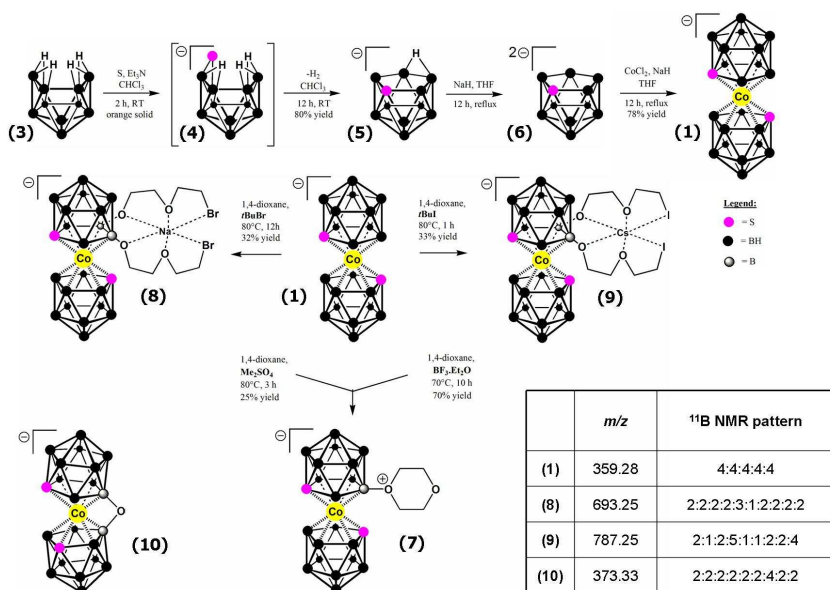 H H H H
S, Et₃N
CHCl₃
2 h, RT
orange solid
⊖
H H H
-H₂
CHCl₃
12 h, RT
80% yield
⊖
H
NaH, THF
12 h, reflux
2⊖
CoCl₂, NaH
THF
12 h, reflux
78% yield
⊖
Co
(3)
(4)
(5)
(6)
(1)
⊖
O
O
Br
Na
Br
O
O
Co
(8)
1,4-dioxane,
tBuBr
80°C, 12h
32% yield
⊖
Co
(1)
1,4-dioxane,
tBuI
80°C, 1 h
33% yield
⊖
O
O
I
Cs
I
O
O
Co
(9)
Legend:
= S
= BH
= B
1,4-dioxane,
Me₂SO₄
80°C, 3 h
25% yield
1,4-dioxane,
BF₃.Et₂O
70°C, 10 h
70% yield
⊖
Co
O
(10)
⊖
⊕
O
O
Co
(7)
m/z ¹¹B NMR pattern
(1) 359.28 4:4:4:4:4
(8) 693.25 2:2:2:2:3:1:2:2:2:2
(9) 787.25 2:1:2:5:1:1:2:2:4
(10) 373.33 2:2:2:2:2:2:4:2:2